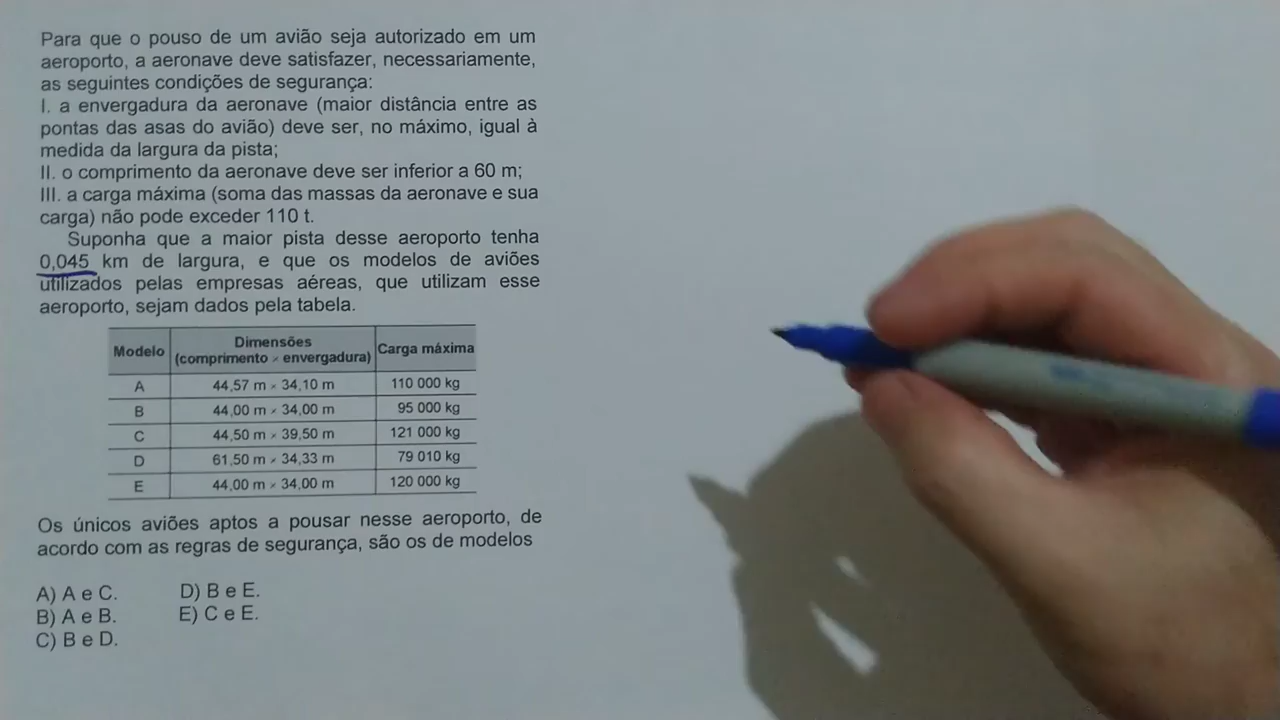 Para que o pouso de um avião seja autorizado em um
aeroporto, a aeronave deve satisfazer, necessariamente,
as seguintes condições de segurança:
I. a envergadura da aeronave (maior distância entre as
pontas das asas do avião) deve ser, no máximo, igual à
medida da largura da pista;
II. o comprimento da aeronave deve ser inferior a 60 m;
III. a carga máxima (soma das massas da aeronave e sua
carga) não pode exceder 110 t.
Suponha que a maior pista desse aeroporto tenha
0,045 km de largura, e que os modelos de aviões
utilizados pelas empresas aéreas, que utilizam esse
aeroporto, sejam dados pela tabela.
Modelo Dimensões (comprimento × envergadura) Carga máxima
A 44,57 m × 34,10 m 110 000 kg
B 44,00 m × 34,00 m 95 000 kg
C 44,50 m × 39,50 m 121 000 kg
D 61,50 m × 34,33 m 79 010 kg
E 44,00 m × 34,00 m 120 000 kg
Os únicos aviões aptos a pousar nesse aeroporto, de
acordo com as regras de segurança, são os de modelos
A) A e C. D) B e E.
B) A e B. E) C e E.
C) B e D.